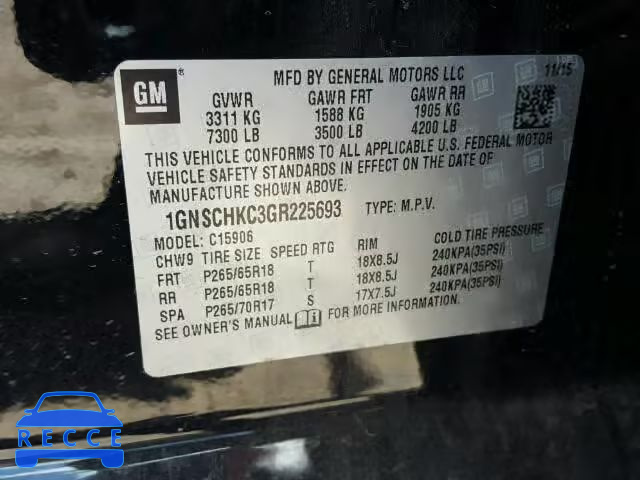 GM ®
MFD BY GENERAL MOTORS LLC 11/15
GVWR GAWR FRT GAWR RR
3311 KG 1588 KG 1905 KG
7300 LB 3500 LB 4200 LB
THIS VEHICLE CONFORMS TO ALL APPLICABLE U.S. FEDERAL MOTOR
VEHICLE SAFETY STANDARDS IN EFFECT ON THE DATE OF
MANUFACTURE SHOWN ABOVE.
1GNSCHKC3GR225693 TYPE: M.P.V.
MODEL: C15906
CHW9 TIRE SIZE SPEED RTG RIM COLD TIRE PRESSURE
FRT P265/65R18 T 18X8.5J 240KPA(35PSI)
RR P265/65R18 T 18X8.5J 240KPA(35PSI)
SPA P265/70R17 S 17X7.5J 240KPA(35PSI)
SEE OWNER'S MANUAL FOR MORE INFORMATION.
RECCE